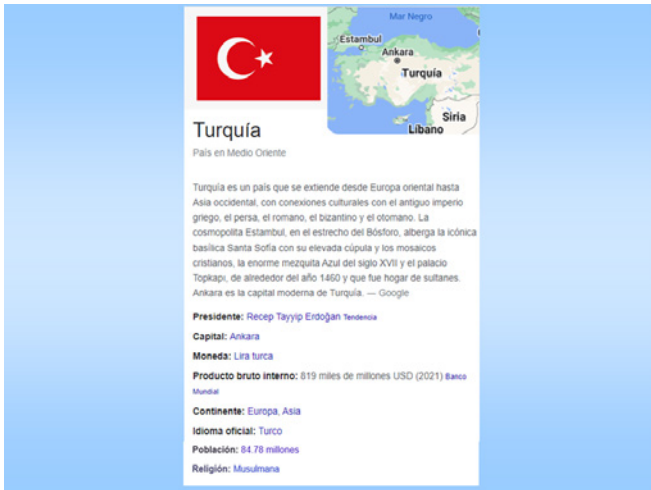 Mar Negro
Estambul
Ankara
Turquía
Siria
Líbano
Turquía
País en Medio Oriente
Turquía es un país que se extiende desde Europa oriental hasta
Asia occidental, con conexiones culturales con el antiguo imperio
griego, el persa, el romano, el bizantino y el otomano. La
cosmopolita Estambul, en el estrecho del Bósforo, alberga la icónica
basílica Santa Sofía con su elevada cúpula y los mosaicos
cristianos, la enorme mezquita Azul del siglo XVII y el palacio
Topkapı, de alrededor del año 1460 y que fue hogar de sultanes.
Ankara es la capital moderna de Turquía. — Google
Presidente: Recep Tayyip Erdoğan Tendencia
Capital: Ankara
Moneda: Lira turca
Producto bruto interno: 819 miles de millones USD (2021) Banco
Mundial
Continente: Europa, Asia
Idioma oficial: Turco
Población: 84.78 millones
Religión: Musulmana